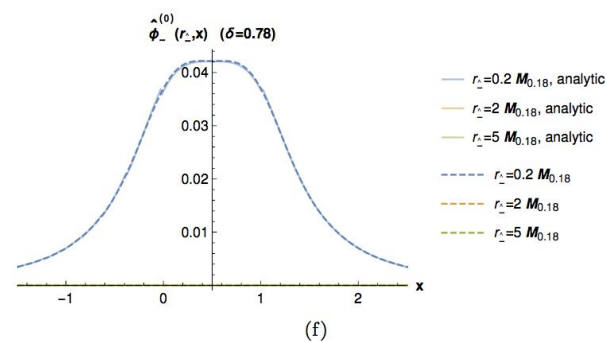 ϕ̂₋⁽⁰⁾ (r₋̂,x) (δ=0.78)
0.04
0.03
0.02
0.01
-1 0 1 2 x
r₋̂=0.2 M₀.₁₈, analytic
r₋̂=2 M₀.₁₈, analytic
r₋̂=5 M₀.₁₈, analytic
r₋̂=0.2 M₀.₁₈
r₋̂=2 M₀.₁₈
r₋̂=5 M₀.₁₈
(f)